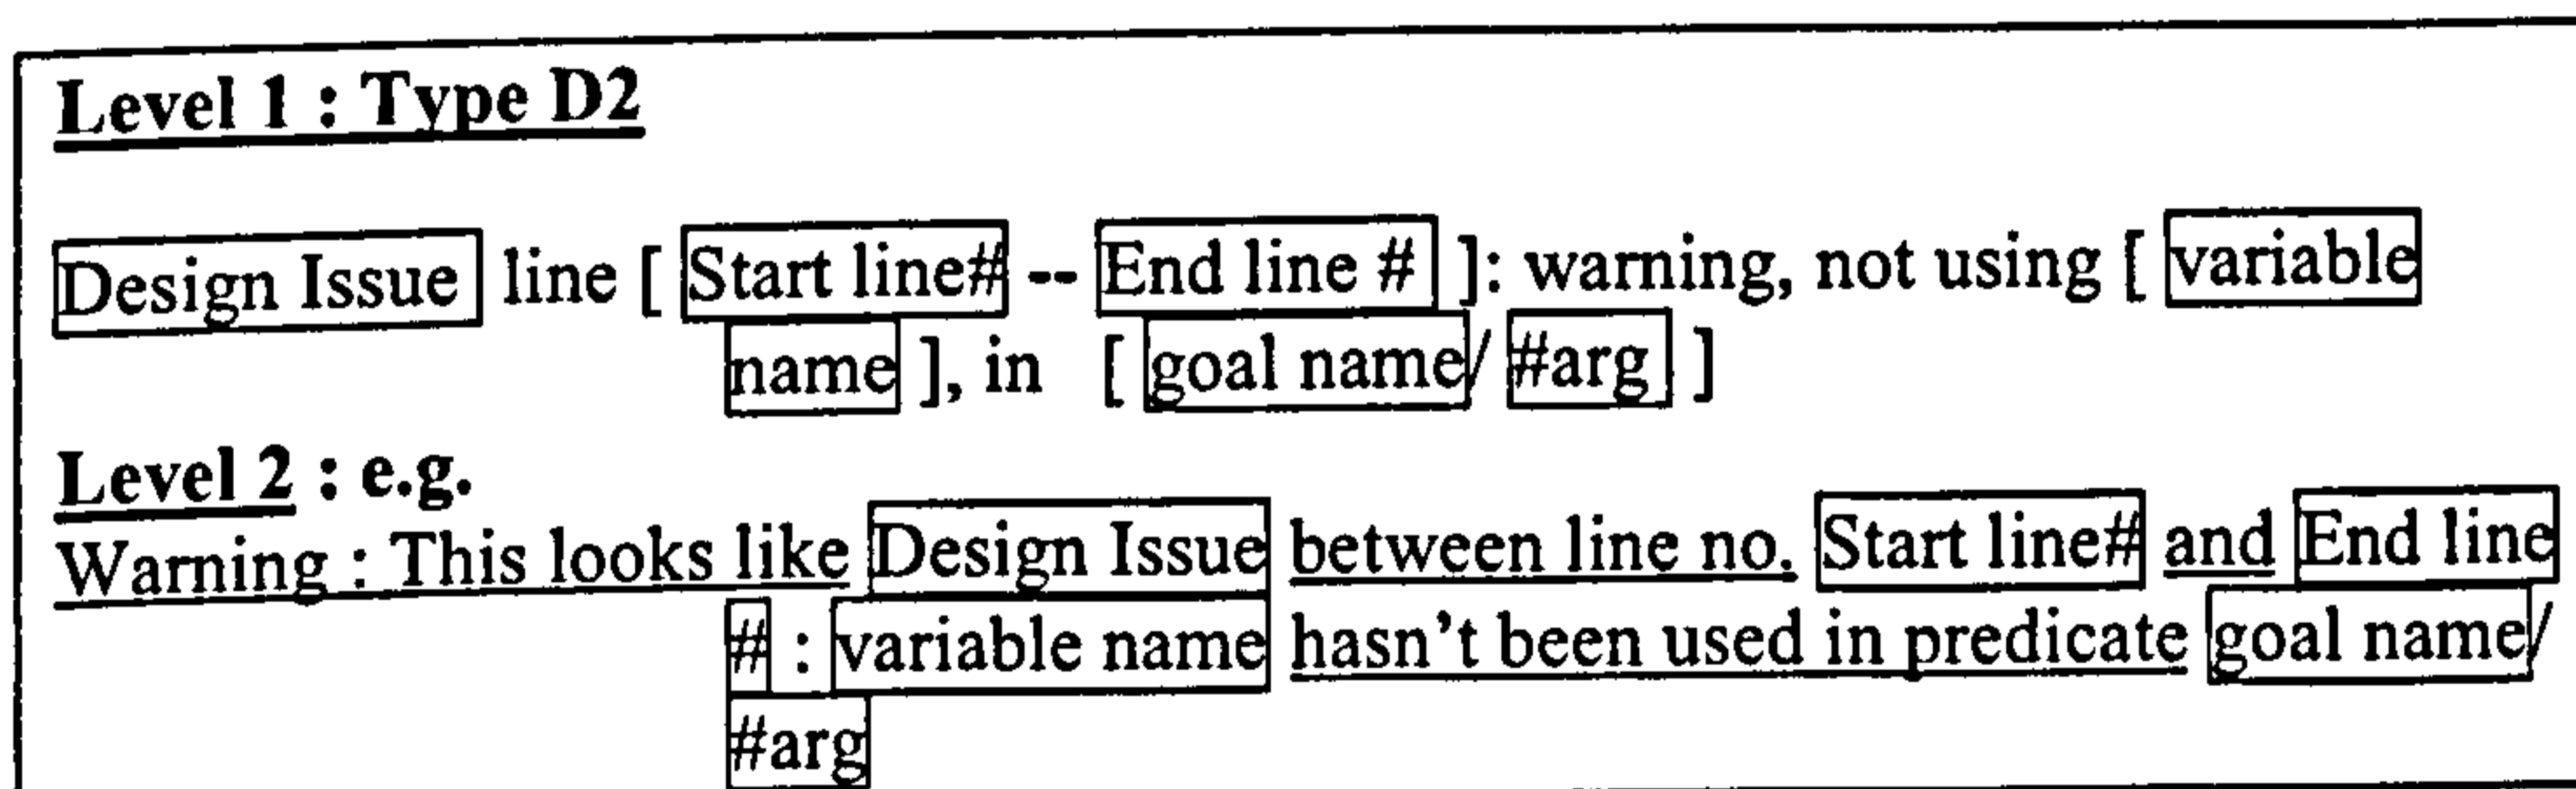 Level 1 : Type D2
Design Issue line [ Start line# -- End line # ]: warning, not using [ variable
name ], in [ goal name/ #arg ]
Level 2 : e.g.
Warning : This looks like Design Issue between line no. Start line# and End line
# : variable name hasn't been used in predicate goal name/
#arg